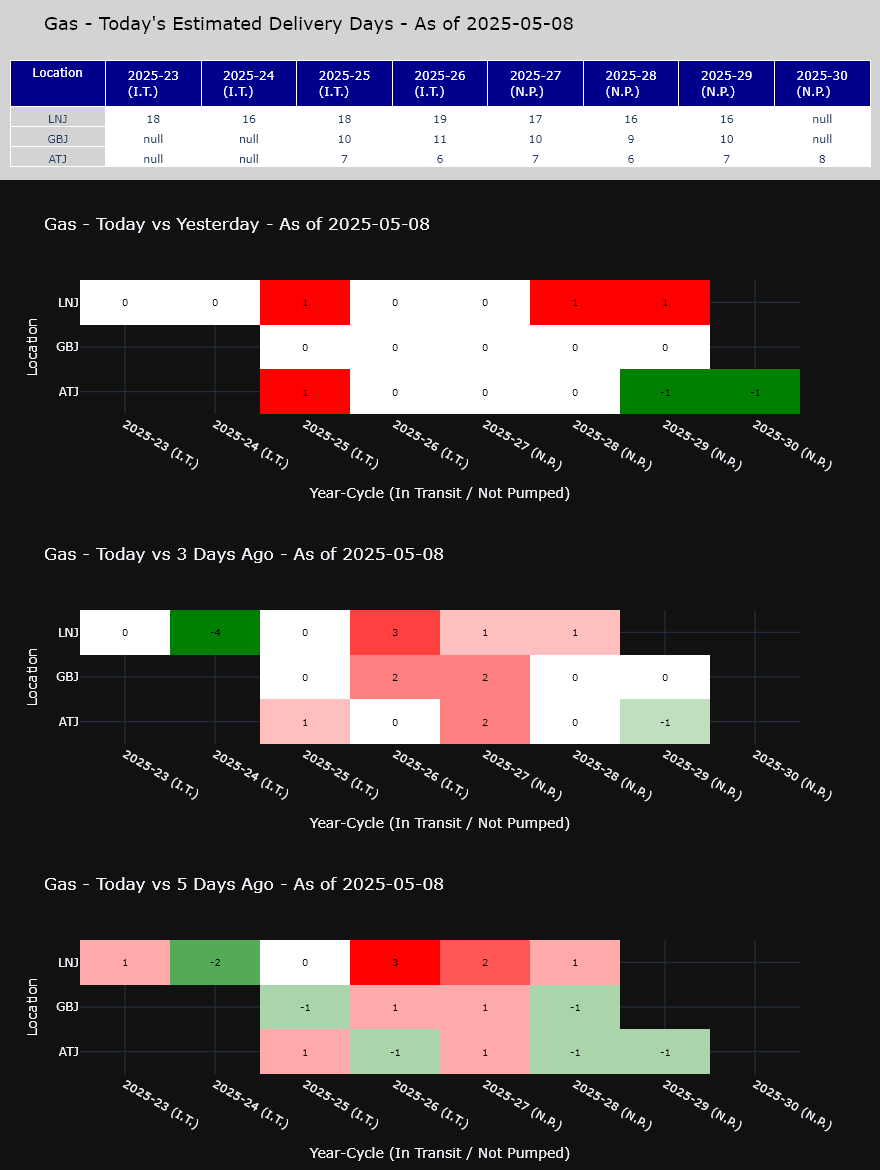 Gas - Today's Estimated Delivery Days - As of 2025-05-08
Location 2025-23 (I.T.) 2025-24 (I.T.) 2025-25 (I.T.) 2025-26 (I.T.) 2025-27 (N.P.) 2025-28 (N.P.) 2025-29 (N.P.) 2025-30 (N.P.)
LNJ 18 16 18 19 17 16 16 null
GBJ null null 10 11 10 9 10 null
ATJ null null 7 6 7 6 7 8
Gas - Today vs Yesterday - As of 2025-05-08
Location
LNJ 0 0 1 0 0 1 1
GBJ 0 0 0 0 0
ATJ 1 0 0 0 -1 -1
2025-23 (I.T.) 2025-24 (I.T.) 2025-25 (I.T.) 2025-26 (I.T.) 2025-27 (N.P.) 2025-28 (N.P.) 2025-29 (N.P.) 2025-30 (N.P.)
Year-Cycle (In Transit / Not Pumped)
Gas - Today vs 3 Days Ago - As of 2025-05-08
Location
LNJ 0 -4 0 3 1 1
GBJ 0 2 2 0 0
ATJ 1 0 2 0 -1
2025-23 (I.T.) 2025-24 (I.T.) 2025-25 (I.T.) 2025-26 (I.T.) 2025-27 (N.P.) 2025-28 (N.P.) 2025-29 (N.P.) 2025-30 (N.P.)
Year-Cycle (In Transit / Not Pumped)
Gas - Today vs 5 Days Ago - As of 2025-05-08
Location
LNJ 1 -2 0 3 2 1
GBJ -1 1 1 -1
ATJ 1 -1 1 -1 -1
2025-23 (I.T.) 2025-24 (I.T.) 2025-25 (I.T.) 2025-26 (I.T.) 2025-27 (N.P.) 2025-28 (N.P.) 2025-29 (N.P.) 2025-30 (N.P.)
Year-Cycle (In Transit / Not Pumped)